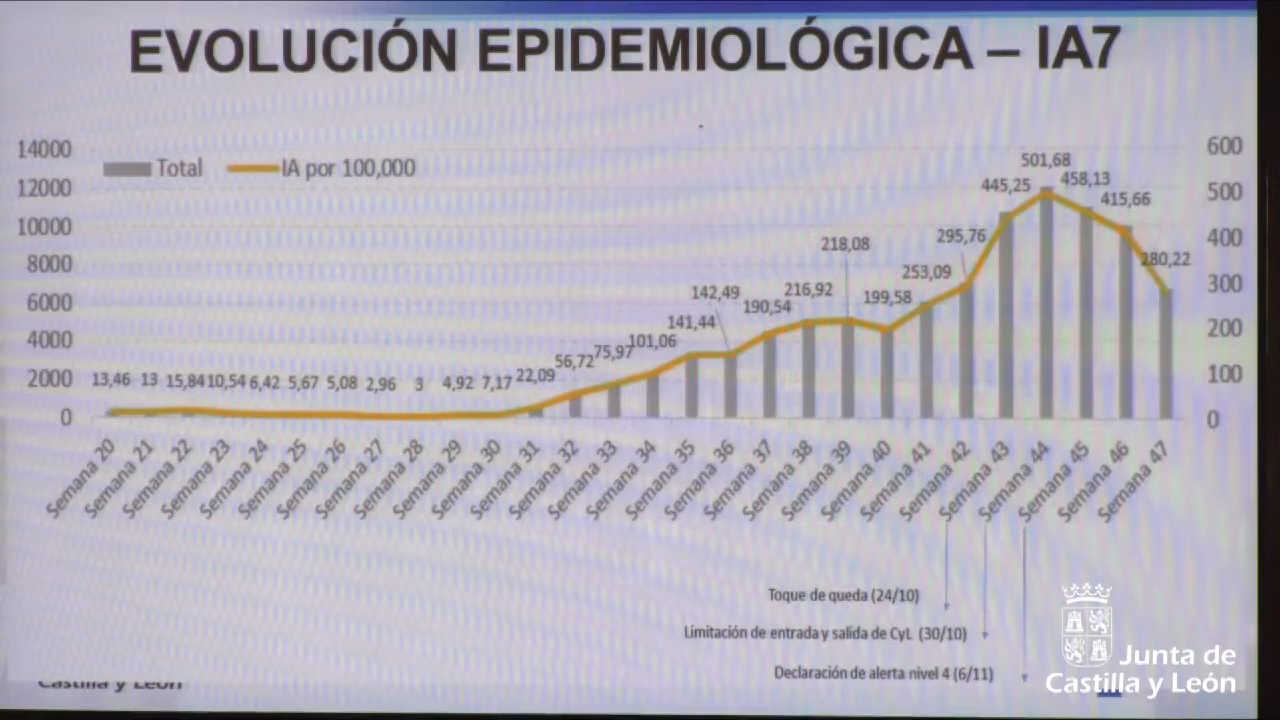 EVOLUCIÓN EPIDEMIOLÓGICA – IA7
14000
12000
10000
8000
6000
4000
2000
0
Total
IA por 100,000
600
500
400
300
200
100
0
13,46
13
15,84
10,54
6,42
5,67
5,08
2,96
3
4,92
7,17
22,09
56,72
75,97
101,06
141,44
142,49
190,54
216,92
218,08
199,58
253,09
295,76
445,25
501,68
458,13
415,66
280,22
Semana 20
Semana 21
Semana 22
Semana 23
Semana 24
Semana 25
Semana 26
Semana 27
Semana 28
Semana 29
Semana 30
Semana 31
Semana 32
Semana 33
Semana 34
Semana 35
Semana 36
Semana 37
Semana 38
Semana 39
Semana 40
Semana 41
Semana 42
Semana 43
Semana 44
Semana 45
Semana 46
Semana 47
Toque de queda (24/10)
Limitación de entrada y salida de CyL (30/10)
Declaración de alerta nivel 4 (6/11)
Castilla y León
Junta de
Castilla y León